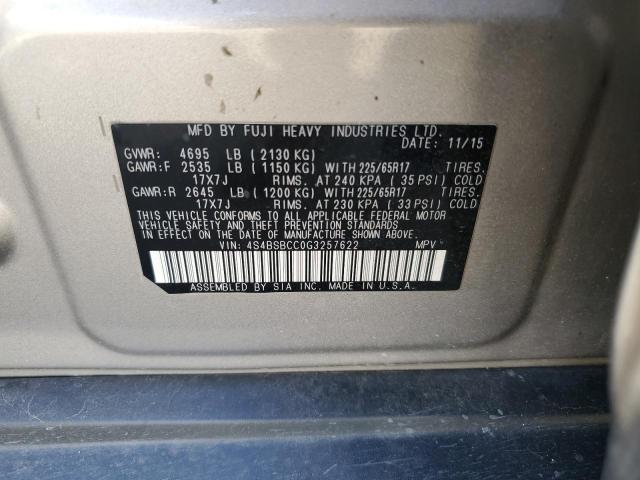 MFD BY FUJI HEAVY INDUSTRIES LTD.
DATE: 11/15
GVWR: 4695 LB ( 2130 KG)
GAWR:F 2535 LB ( 1150 KG) WITH 225/65R17 TIRES.
17X7J RIMS. AT 240 KPA ( 35 PSI) COLD
GAWR:R 2645 LB ( 1200 KG) WITH 225/65R17 TIRES.
17X7J RIMS. AT 230 KPA ( 33 PSI) COLD
THIS VEHICLE CONFORMS TO ALL APPLICABLE FEDERAL MOTOR
VEHICLE SAFETY AND THEFT PREVENTION STANDARDS
IN EFFECT ON THE DATE OF MANUFACTURE SHOWN ABOVE.
VIN: 4S4BSBCC0G3257622 MPV
ASSEMBLED BY SIA INC. MADE IN U.S.A.